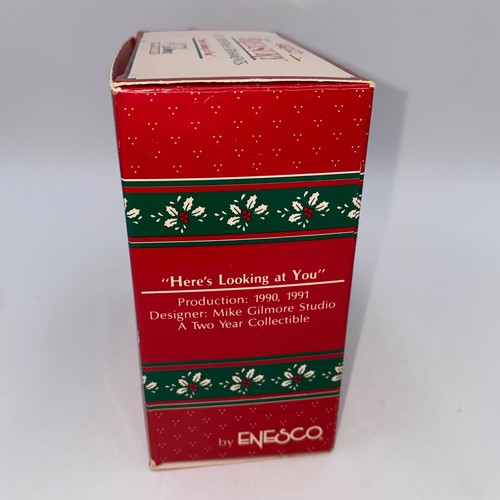 "Here's Looking at You"
Production: 1990, 1991
Designer: Mike Gilmore Studio
A Two Year Collectible
by ENESCO